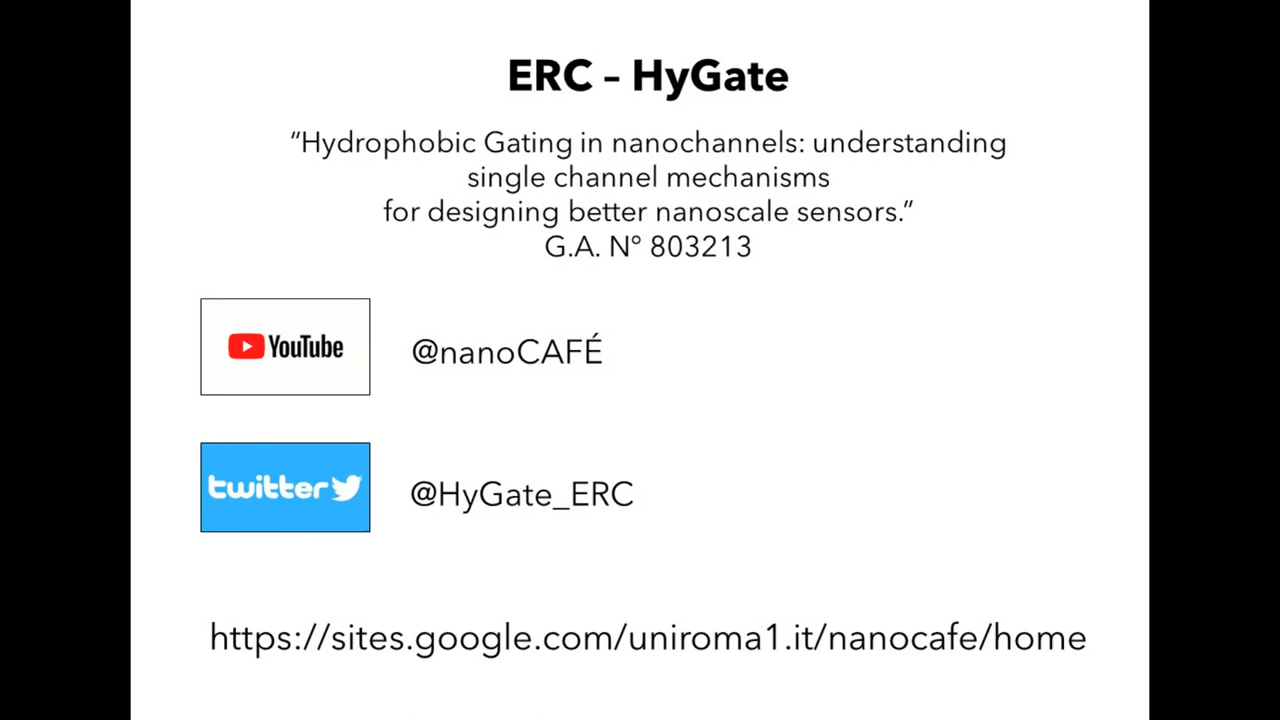 ERC – HyGate
"Hydrophobic Gating in nanochannels: understanding
single channel mechanisms
for designing better nanoscale sensors."
G.A. N° 803213
YouTube
@nanoCAFÉ
twitter
@HyGate_ERC
https://sites.google.com/uniroma1.it/nanocafe/home